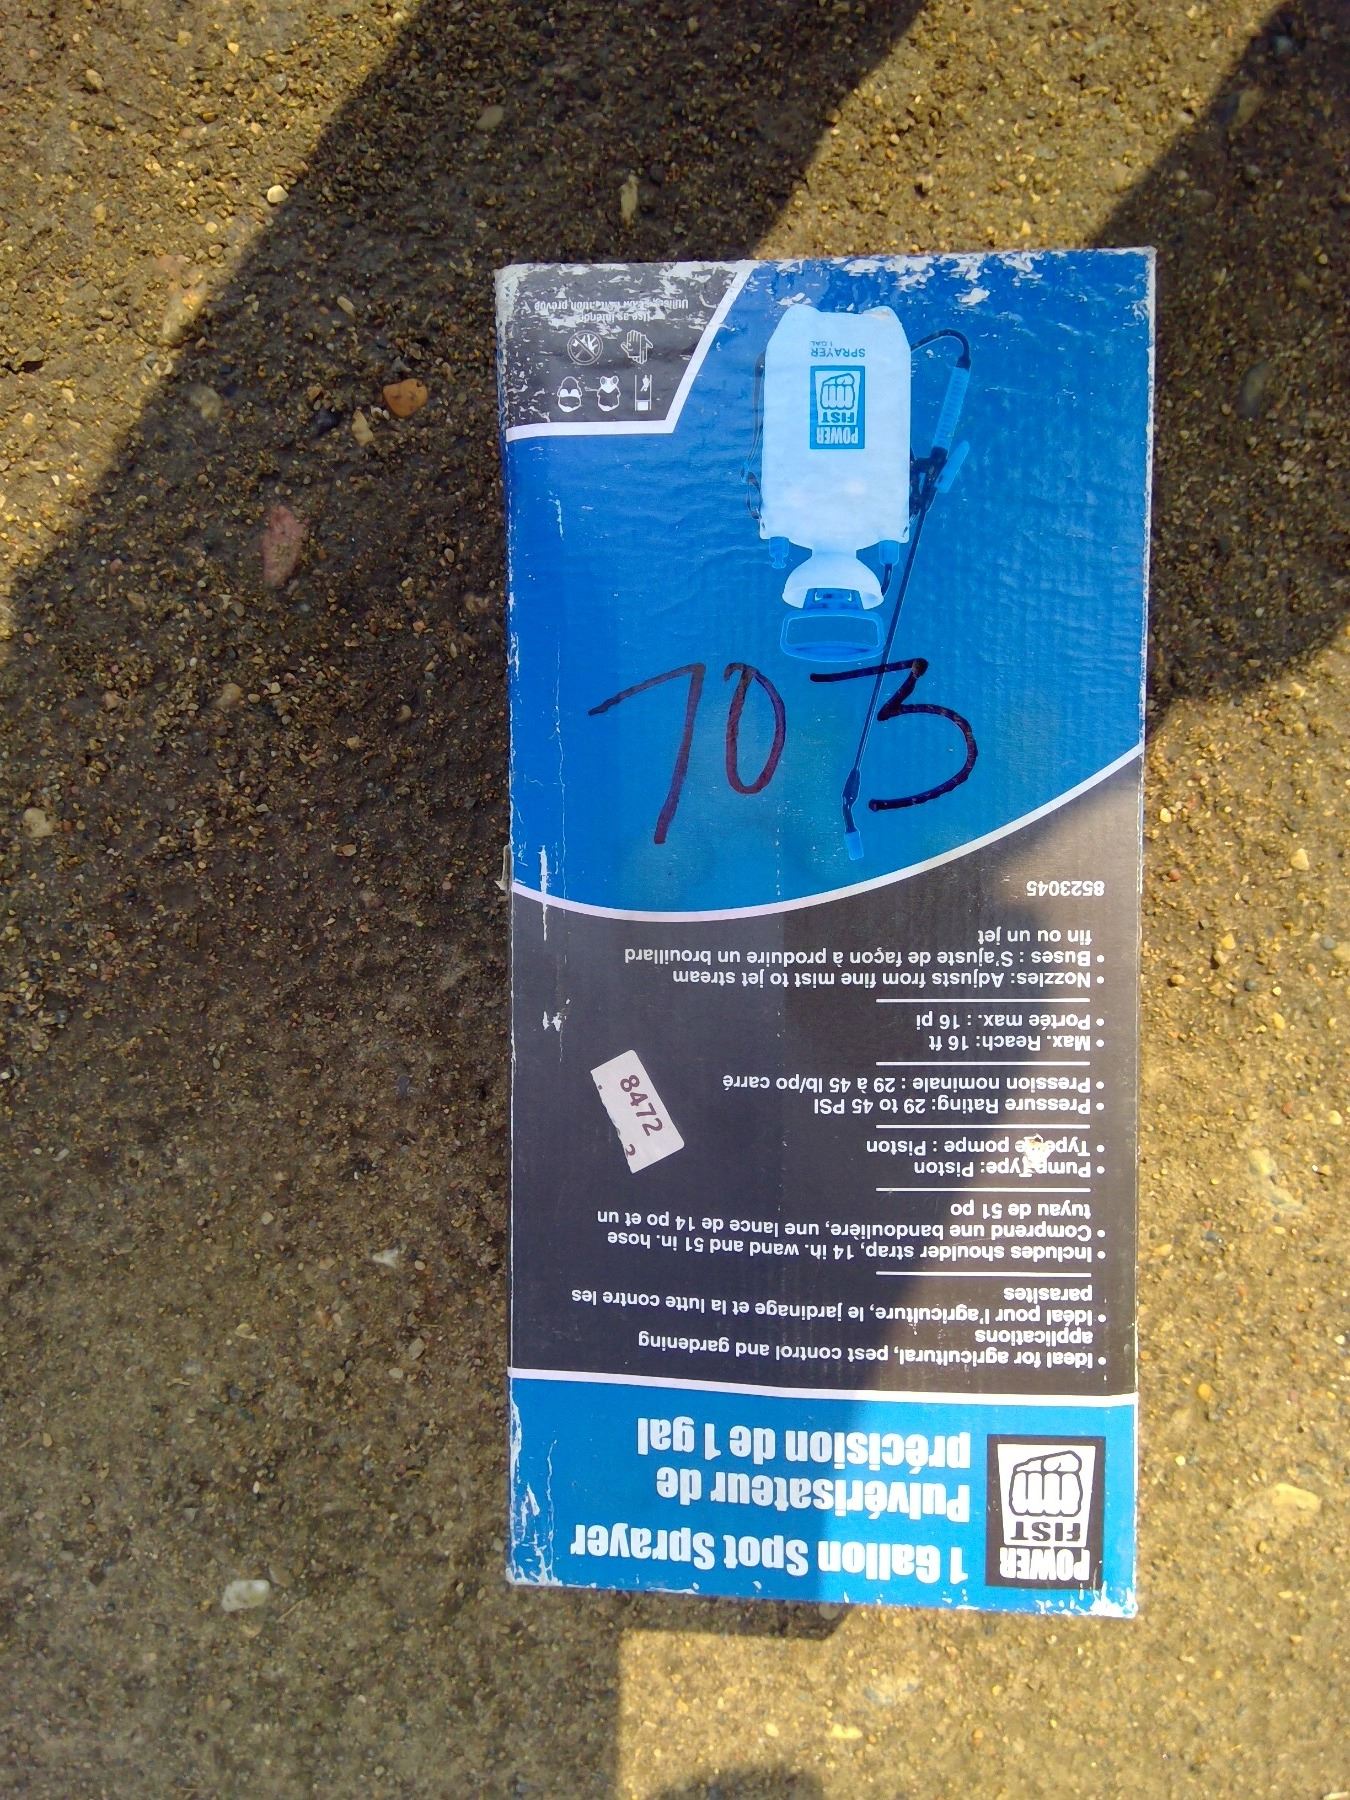 POWER
FIST
1 Gallon Spot Sprayer
Pulvérisateur de
précision de 1 gal
• Ideal for agricultural, pest control and gardening
applications
• Idéal pour l'agriculture, le jardinage et la lutte contre les
parasites
• Includes shoulder strap, 14 in. wand and 51 in. hose
• Comprend une bandoulière, une lance de 14 po et un
tuyau de 51 po
• Pump Type: Piston
• Type de pompe : Piston
• Pressure Rating: 29 to 45 PSI
• Pression nominale : 29 à 45 lb/po carré
• Max. Reach: 16 ft
• Portée max. : 16 pi
• Nozzles: Adjusts from fine mist to jet stream
• Buses : S'ajuste de façon à produire un brouillard
fin ou un jet
8523045
8472
703
POWER
FIST
1 GAL
SPRAYER
Use as intended